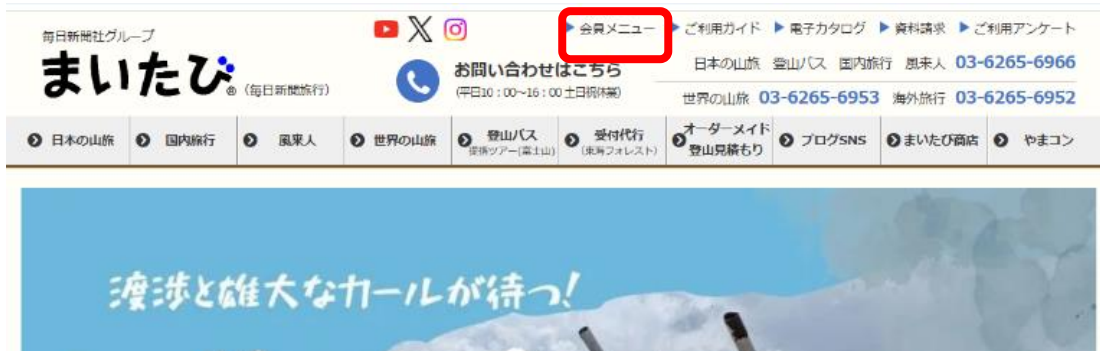 毎日新聞社グループ
まいたび® (毎日新聞旅行)
お問い合わせはこちら
(平日10:00~16:00 土日祝休業)
会員メニュー ご利用ガイド 電子カタログ 資料請求 ご利用アンケート
日本の山旅 登山バス 国内旅行 風来人 03-6265-6966
世界の山旅 03-6265-6953 海外旅行 03-6265-6952
日本の山旅
国内旅行
風来人
世界の山旅
登山バス
提携ツアー(富士山)
受付代行
(東海フォレスト)
オーダーメイド
登山見積もり
ブログSNS
まいたび商店
やまコン
渡渉と雄大なカールが待つ!